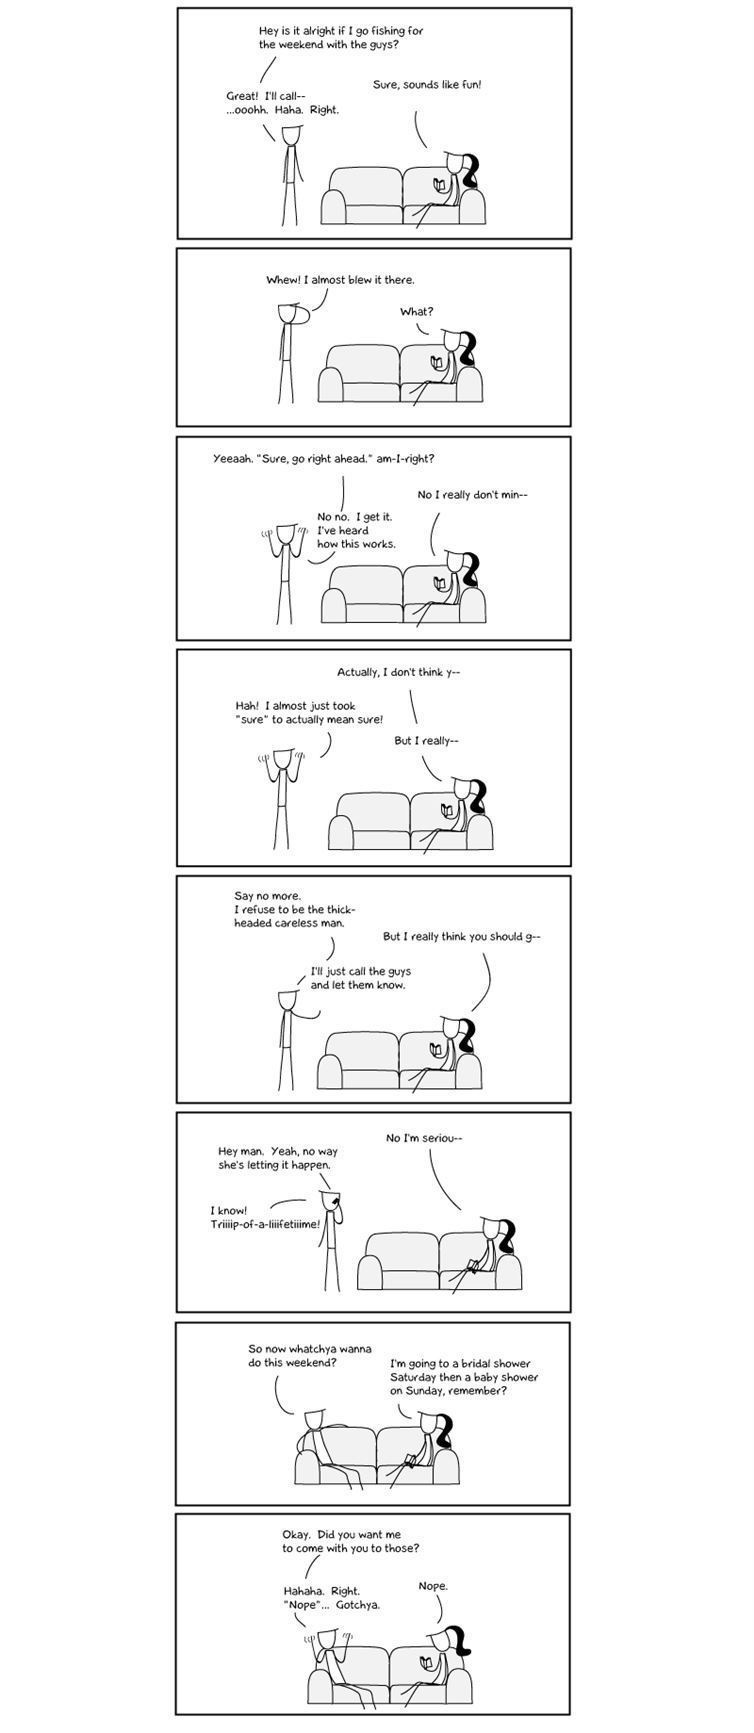 Hey is it alright if I go fishing for
the weekend with the guys?
Sure, sounds like fun!
Great! I'll call--
...ooohh. Haha. Right.
Whew! I almost blew it there.
What?
Yeeaah. "Sure, go right ahead." am-I-right?
No I really don't min--
No no. I get it.
I've heard
how this works.
Actually, I don't think y--
Hah! I almost just took
"sure" to actually mean sure!
But I really--
Say no more.
I refuse to be the thick-
headed careless man.
But I really think you should g--
I'll just call the guys
and let them know.
No I'm seriou--
Hey man. Yeah, no way
she's letting it happen.
I know!
Triiiip-of-a-liiifetiiime!
So now whatchya wanna
do this weekend?
I'm going to a bridal shower
Saturday then a baby shower
on Sunday, remember?
Okay. Did you want me
to come with you to those?
Nope.
Hahaha. Right.
"Nope"... Gotchya.